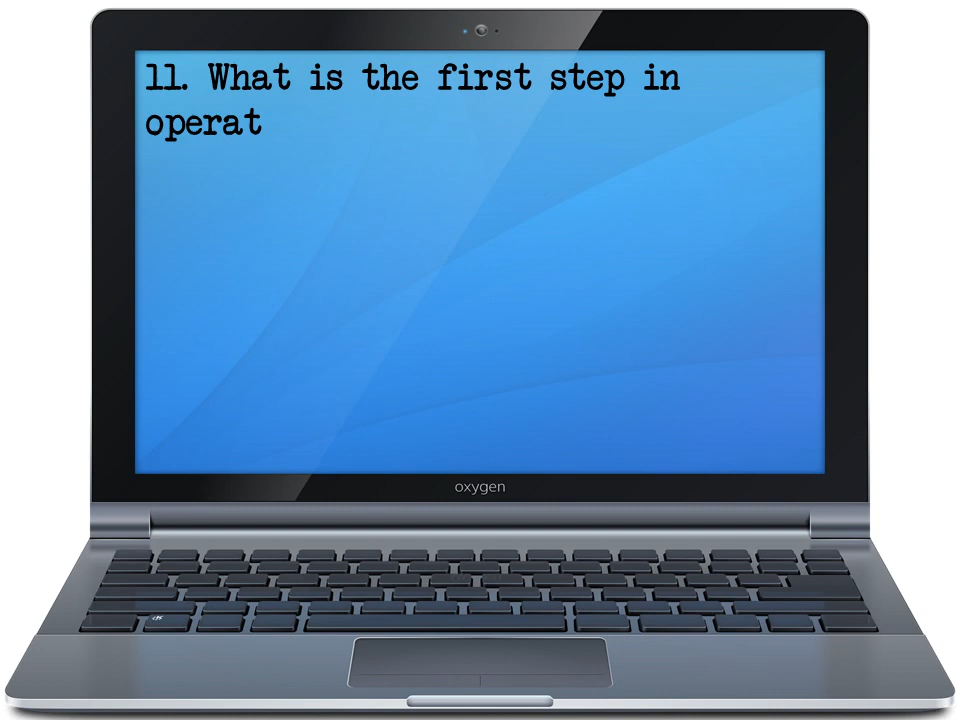 11. What is the first step in
operat
oxygen